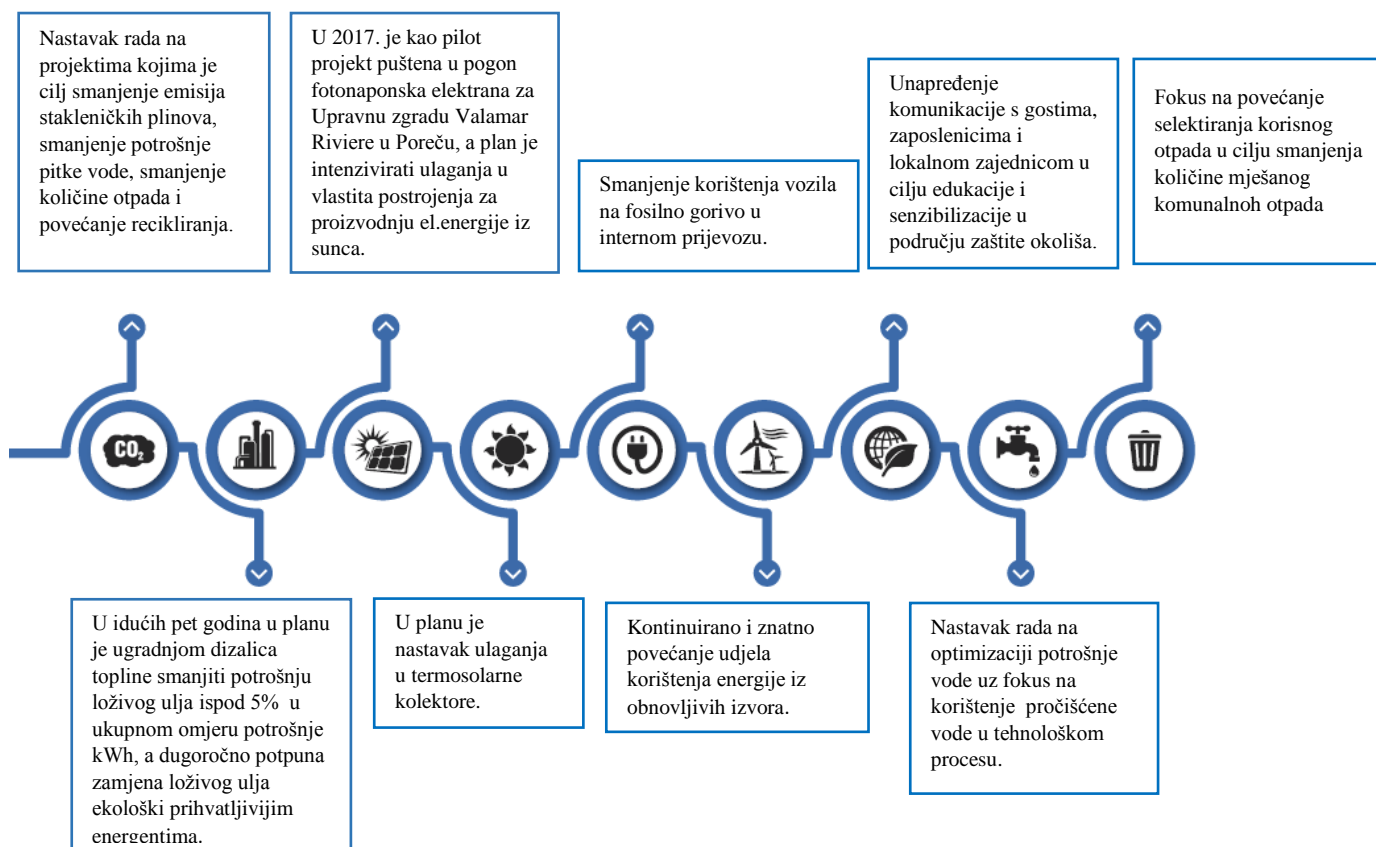 Nastavak rada na
projektima kojima je
cilj smanjenje emisija
stakleničkih plinova,
smanjenje potrošnje
pitke vode, smanjenje
količine otpada i
povećanje recikliranja.
U 2017. je kao pilot
projekt puštena u pogon
fotonaponska elektrana za
Upravnu zgradu Valamar
Riviere u Poreču, a plan je
intenzivirati ulaganja u
vlastita postrojenja za
proizvodnju el.energije iz
sunca.
Smanjenje korištenja vozila
na fosilno gorivo u
internom prijevozu.
Unapređenje
komunikacije s gostima,
zaposlenicima i
lokalnom zajednicom u
cilju edukacije i
senzibilizacije u
području zaštite okoliša.
Fokus na povećanje
selektiranja korisnog
otpada u cilju smanjenja
količine mješanog
komunalnoh otpada
CO₂
U idućih pet godina u planu
je ugradnjom dizalica
topline smanjiti potrošnju
loživog ulja ispod 5% u
ukupnom omjeru potrošnje
kWh, a dugoročno potpuna
zamjena loživog ulja
ekološki prihvatljivijim
energentima.
U planu je
nastavak ulaganja
u termosolarne
kolektore.
Kontinuirano i znatno
povećanje udjela
korištenja energije iz
obnovljivih izvora.
Nastavak rada na
optimizaciji potrošnje
vode uz fokus na
korištenje pročišćene
vode u tehnološkom
procesu.